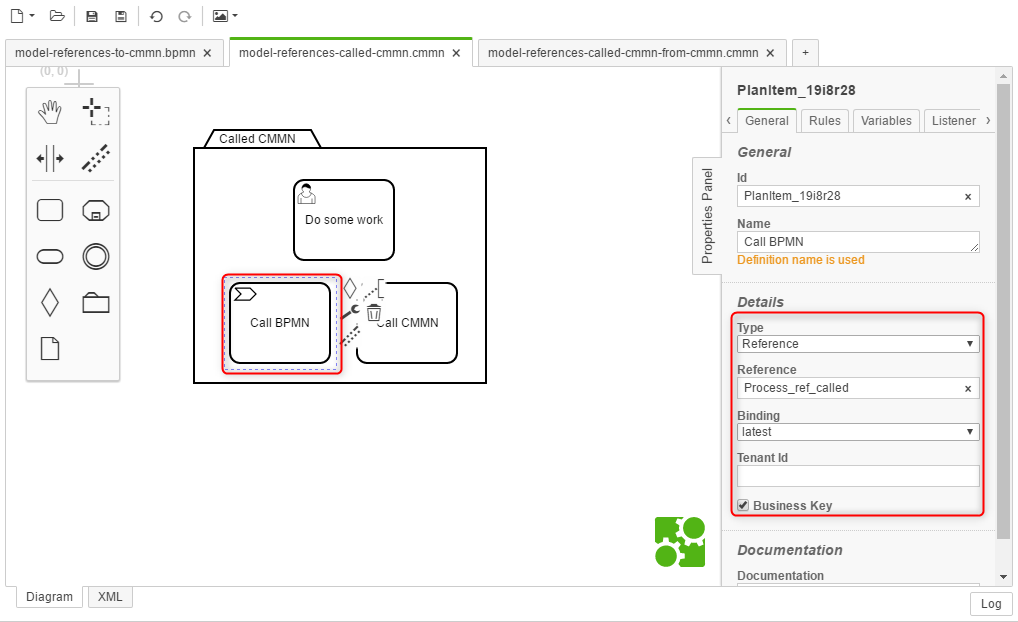 model-references-to-cmmn.bpmn ×
model-references-called-cmmn.cmmn ×
model-references-called-cmmn-from-cmmn.cmmn ×
+
(0, 0)
Called CMMN
Do some work
Call BPMN
Call CMMN
Properties Panel
PlanItem_19i8r28
‹ General Rules Variables Listener ›
General
Id
PlanItem_19i8r28 ×
Name
Call BPMN
Definition name is used
Details
Type
Reference
Reference
Process_ref_called ×
Binding
latest
Tenant Id
Business Key
Documentation
Documentation
Diagram XML
Log